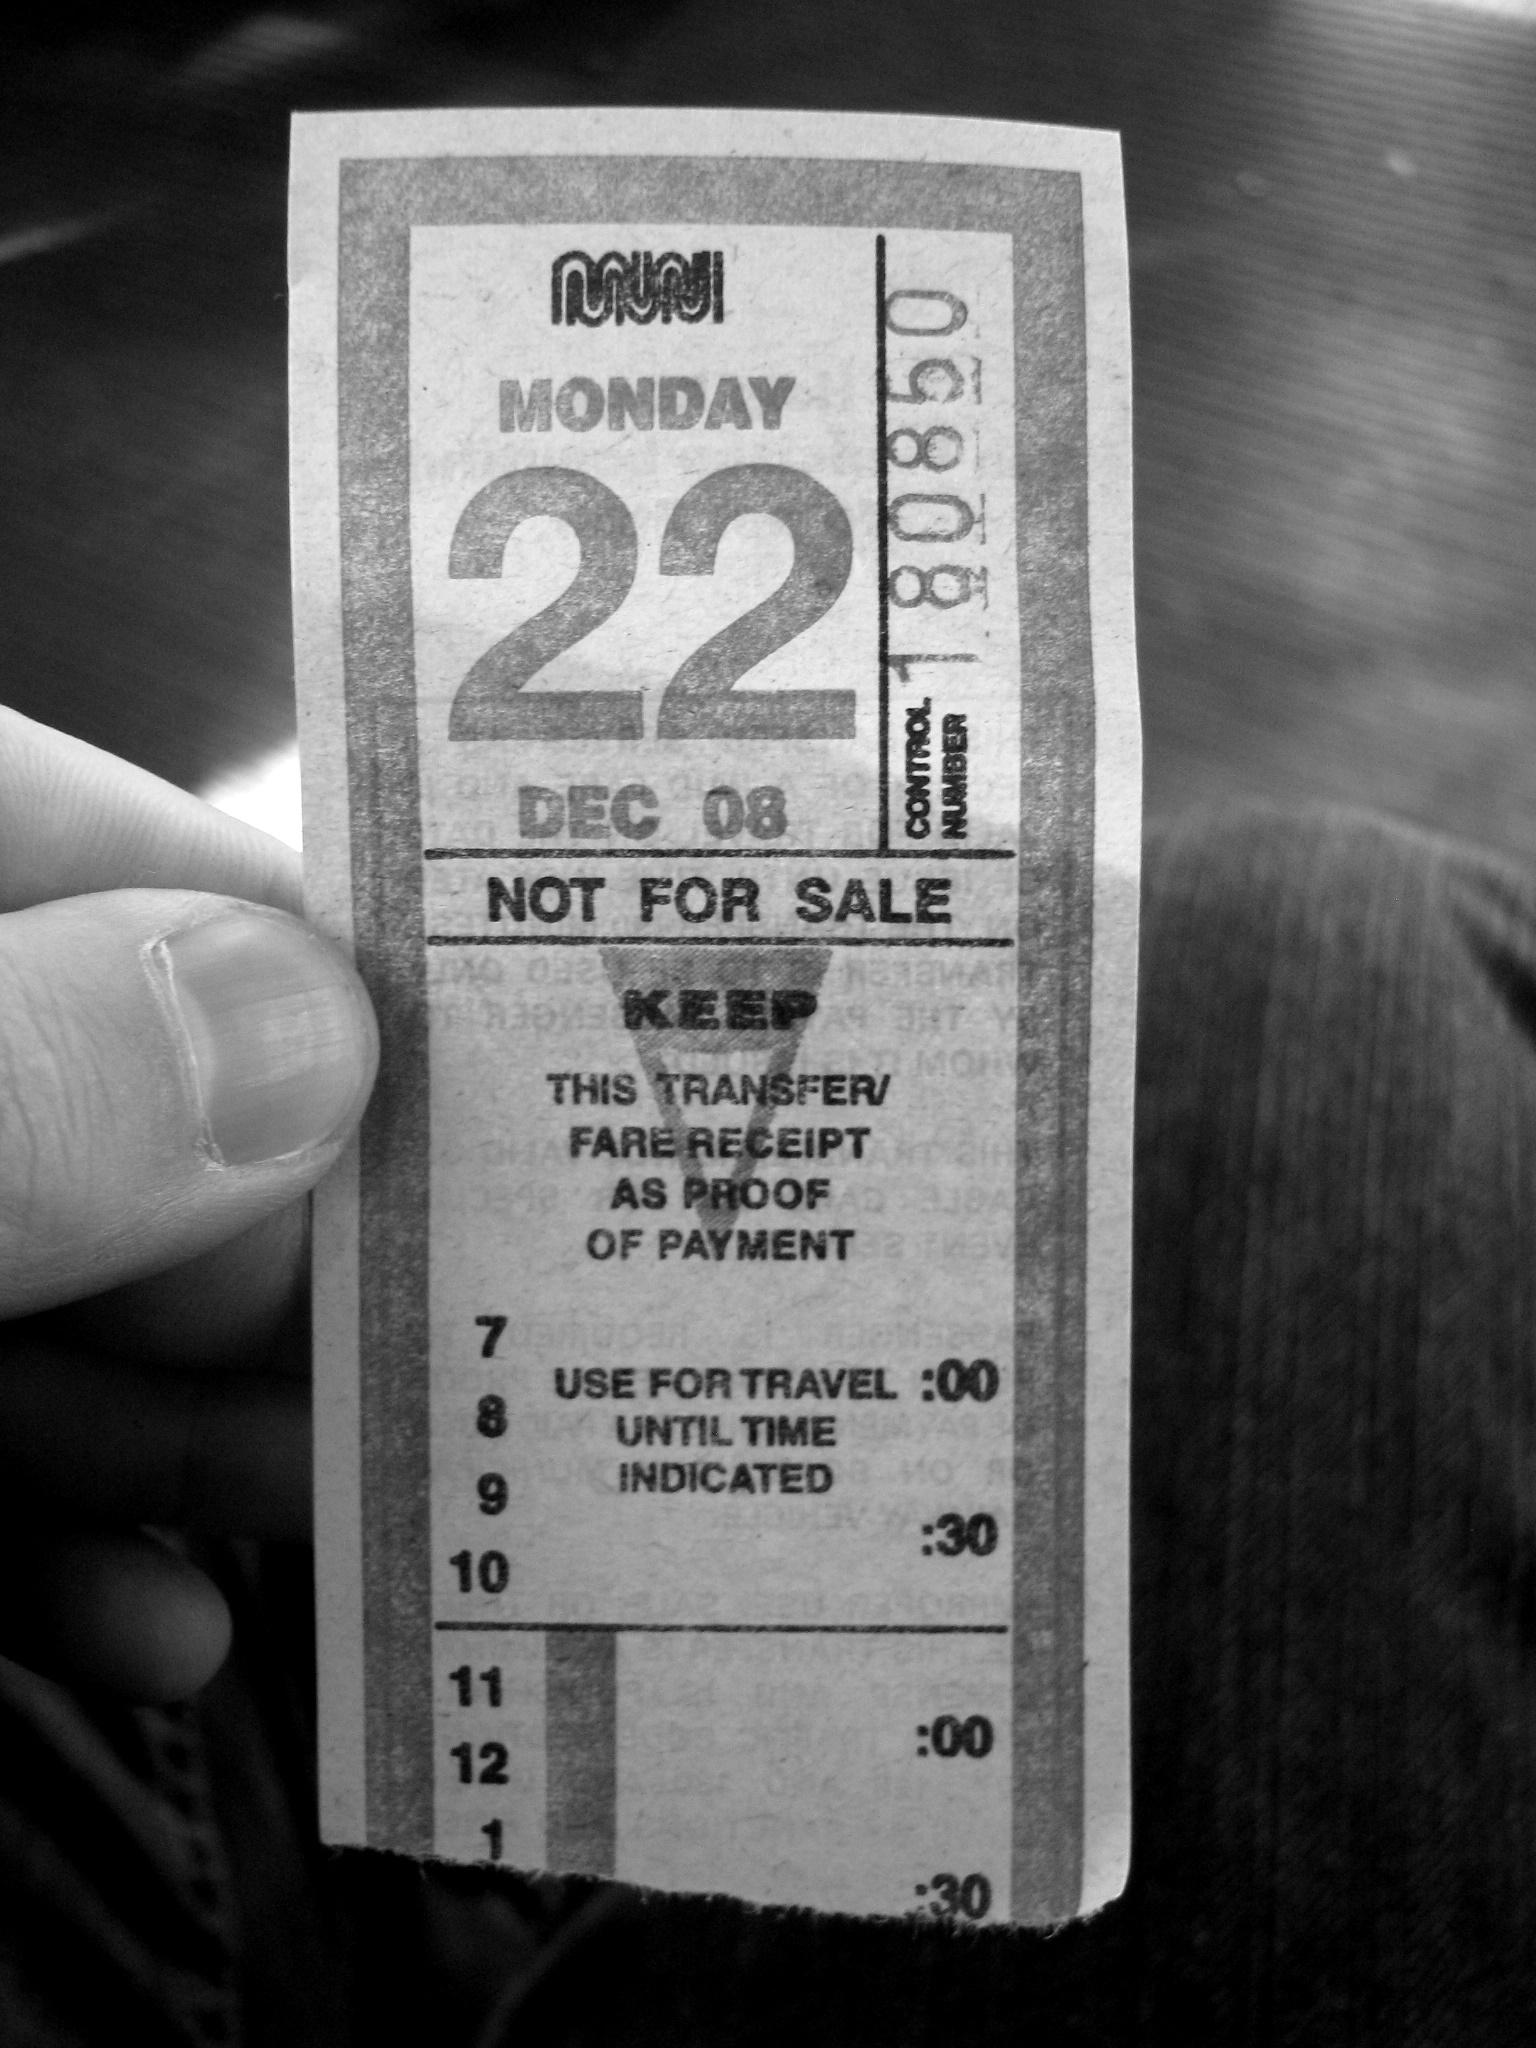 MUNI
MONDAY
22
DEC 08
CONTROL
NUMBER
180850
NOT FOR SALE
KEEP
THIS TRANSFER/
FARE RECEIPT
AS PROOF
OF PAYMENT
7
USE FOR TRAVEL :00
8
UNTIL TIME
INDICATED
9
:30
10
11
:00
12
1
:30